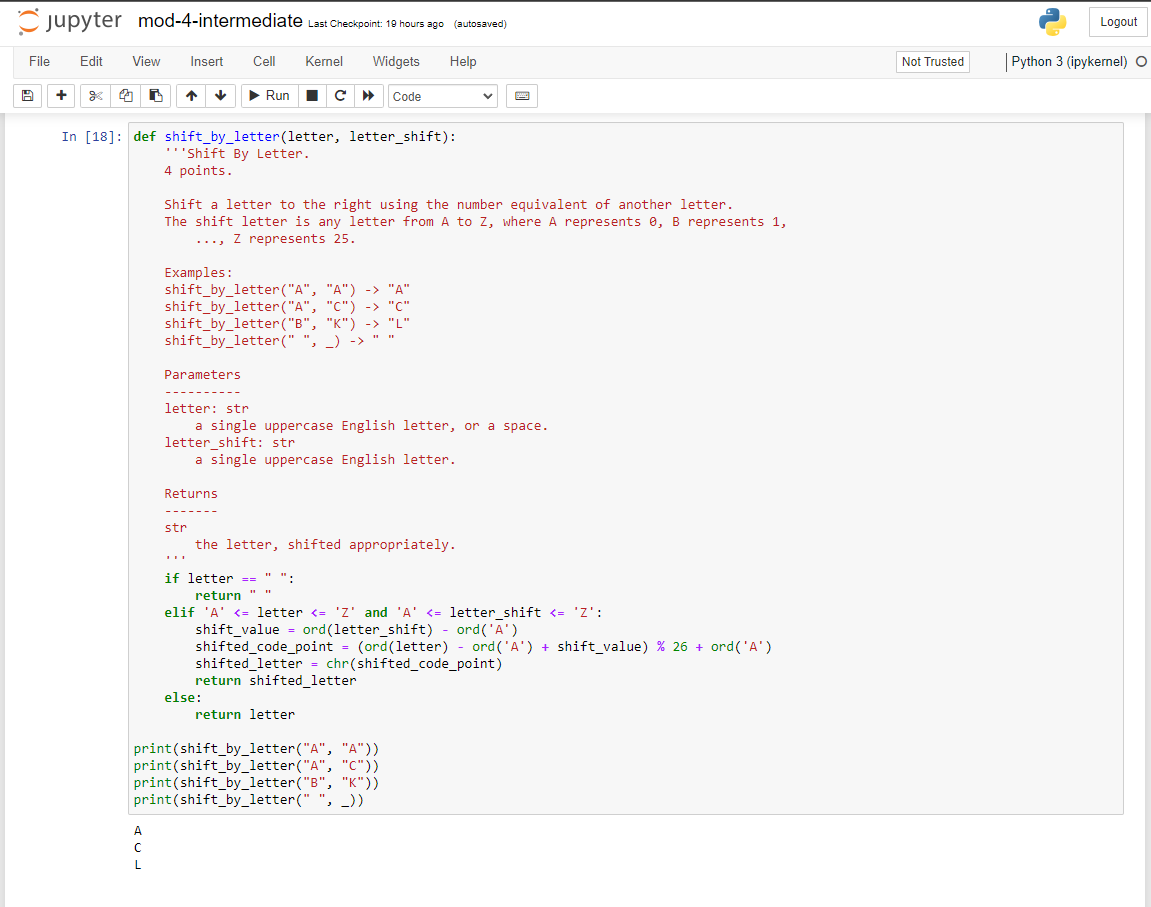 jupyter mod-4-intermediate Last Checkpoint: 19 hours ago (autosaved) Logout
File Edit View Insert Cell Kernel Widgets Help Not Trusted Python 3 (ipykernel)
Run Code
In [18]: def shift_by_letter(letter, letter_shift):
    '''Shift By Letter.
    4 points.

    Shift a letter to the right using the number equivalent of another letter.
    The shift letter is any letter from A to Z, where A represents 0, B represents 1,
        ..., Z represents 25.

    Examples:
    shift_by_letter("A", "A") -> "A"
    shift_by_letter("A", "C") -> "C"
    shift_by_letter("B", "K") -> "L"
    shift_by_letter(" ", _) -> " "

    Parameters
    ----------
    letter: str
        a single uppercase English letter, or a space.
    letter_shift: str
        a single uppercase English letter.

    Returns
    -------
    str
        the letter, shifted appropriately.
    '''
    if letter == " ":
        return " "
    elif 'A' <= letter <= 'Z' and 'A' <= letter_shift <= 'Z':
        shift_value = ord(letter_shift) - ord('A')
        shifted_code_point = (ord(letter) - ord('A') + shift_value) % 26 + ord('A')
        shifted_letter = chr(shifted_code_point)
        return shifted_letter
    else:
        return letter

print(shift_by_letter("A", "A"))
print(shift_by_letter("A", "C"))
print(shift_by_letter("B", "K"))
print(shift_by_letter(" ", _))
A
C
L